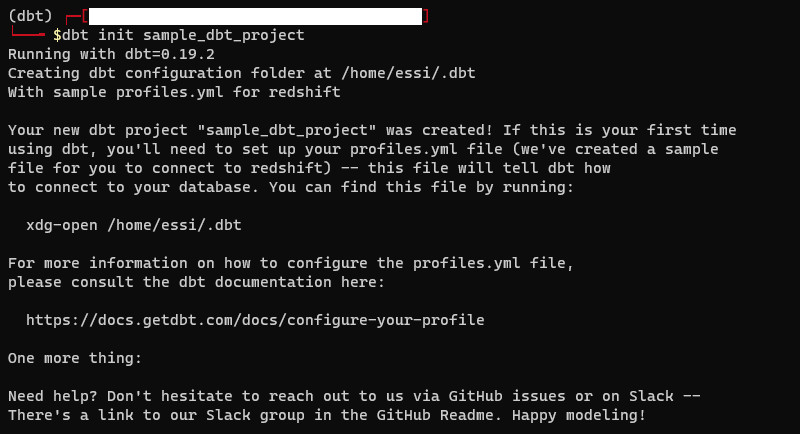 (dbt) ┌─[ ]
└──╼ $dbt init sample_dbt_project
Running with dbt=0.19.2
Creating dbt configuration folder at /home/essi/.dbt
With sample profiles.yml for redshift
Your new dbt project "sample_dbt_project" was created! If this is your first time
using dbt, you'll need to set up your profiles.yml file (we've created a sample
file for you to connect to redshift) -- this file will tell dbt how
to connect to your database. You can find this file by running:
xdg-open /home/essi/.dbt
For more information on how to configure the profiles.yml file,
please consult the dbt documentation here:
https://docs.getdbt.com/docs/configure-your-profile
One more thing:
Need help? Don't hesitate to reach out to us via GitHub issues or on Slack --
There's a link to our Slack group in the GitHub Readme. Happy modeling!